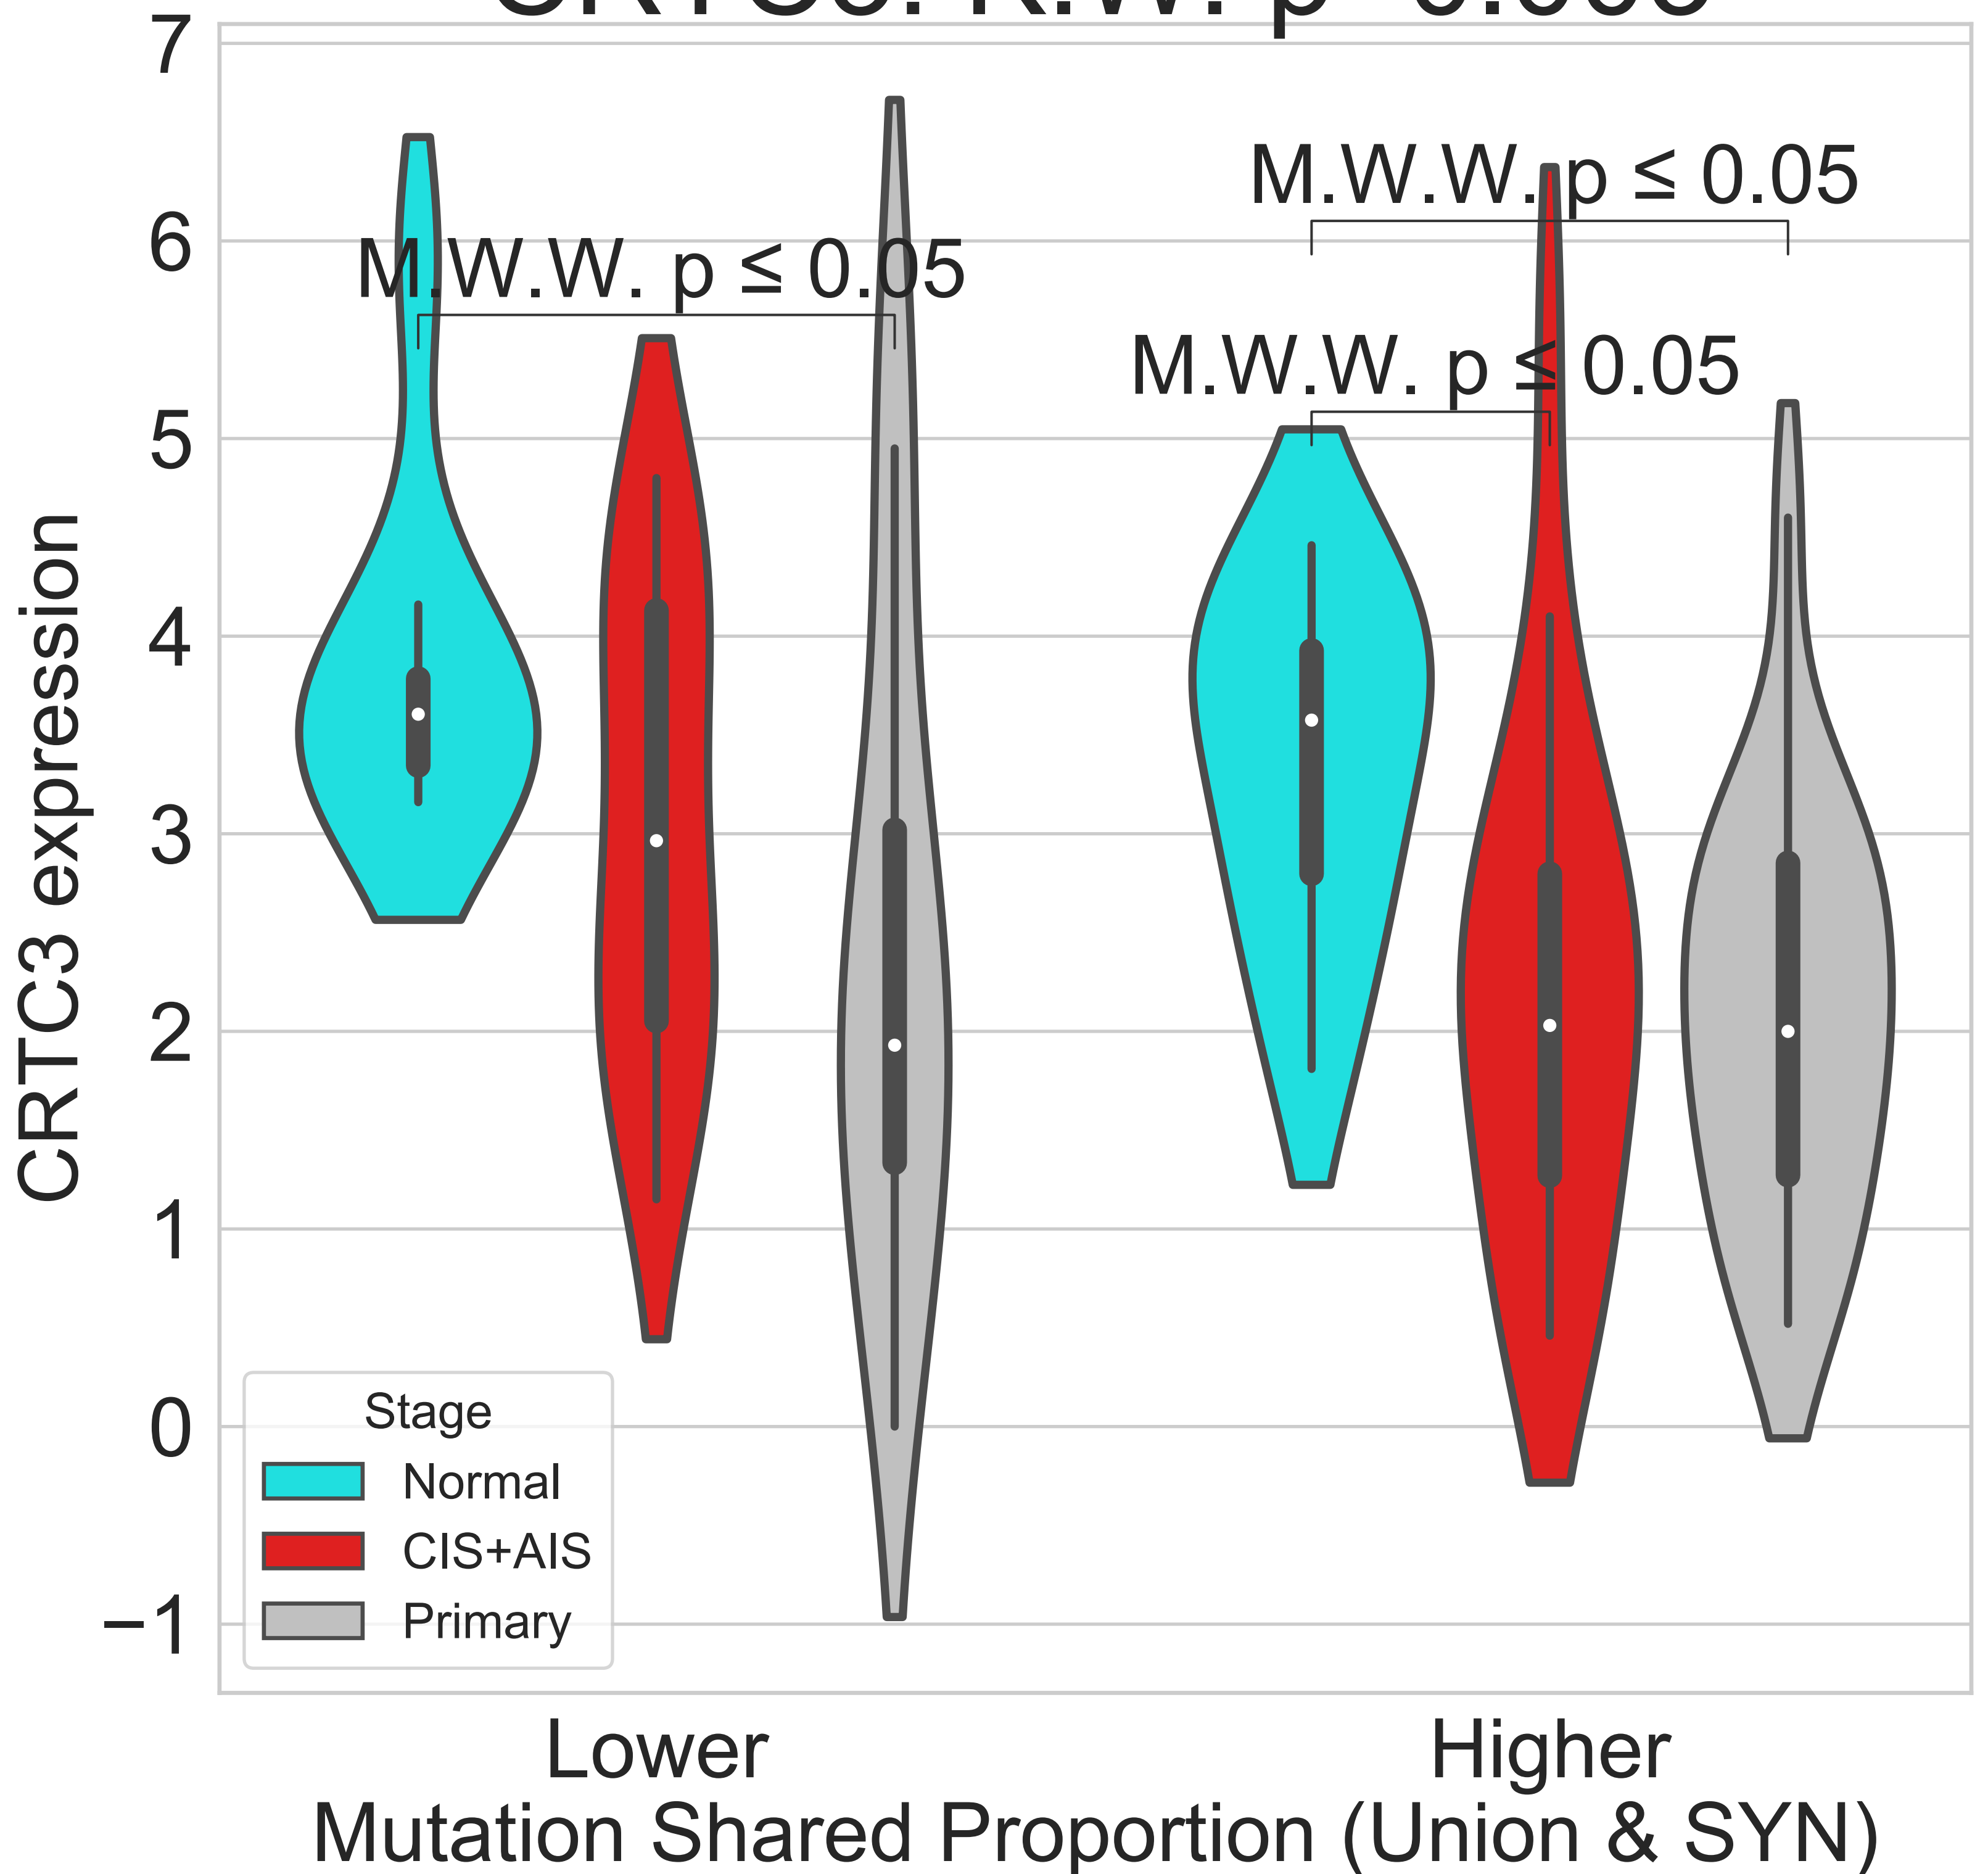 7
6
5
4
3
2
1
0
−1
CRTC3 expression
M.W.W. p ≤ 0.05
M.W.W. p ≤ 0.05
M.W.W. p ≤ 0.05
Stage
Normal
CIS+AIS
Primary
Lower
Higher
Mutation Shared Proportion (Union & SYN)